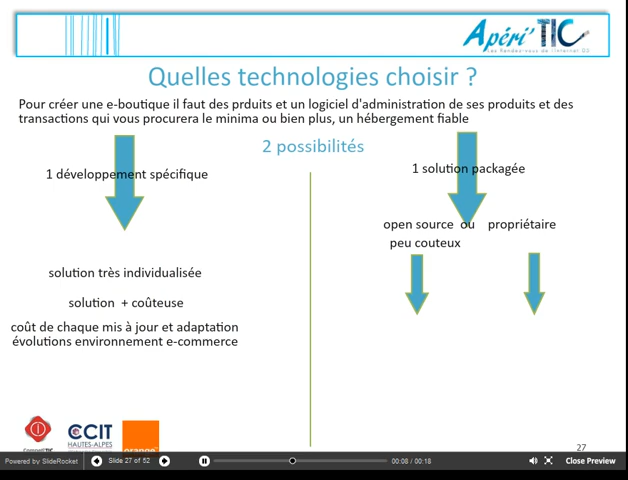 Apéri'TIC
Les Rendez-vous de l'Internet 05
Quelles technologies choisir ?
Pour créer une e-boutique il faut des prduits et un logiciel d'administration de ses produits et des
transactions qui vous procurera le minima ou bien plus, un hébergement fiable
2 possibilités
1 développement spécifique
1 solution packagée
open source ou propriétaire
peu couteux
solution très individualisée
solution + coûteuse
coût de chaque mis à jour et adaptation
évolutions environnement e-commerce
CCIT
HAUTES-ALPES
orange
27
Powered by SlideRocket
Slide 27 of 52
00:08 / 00:18
Close Preview